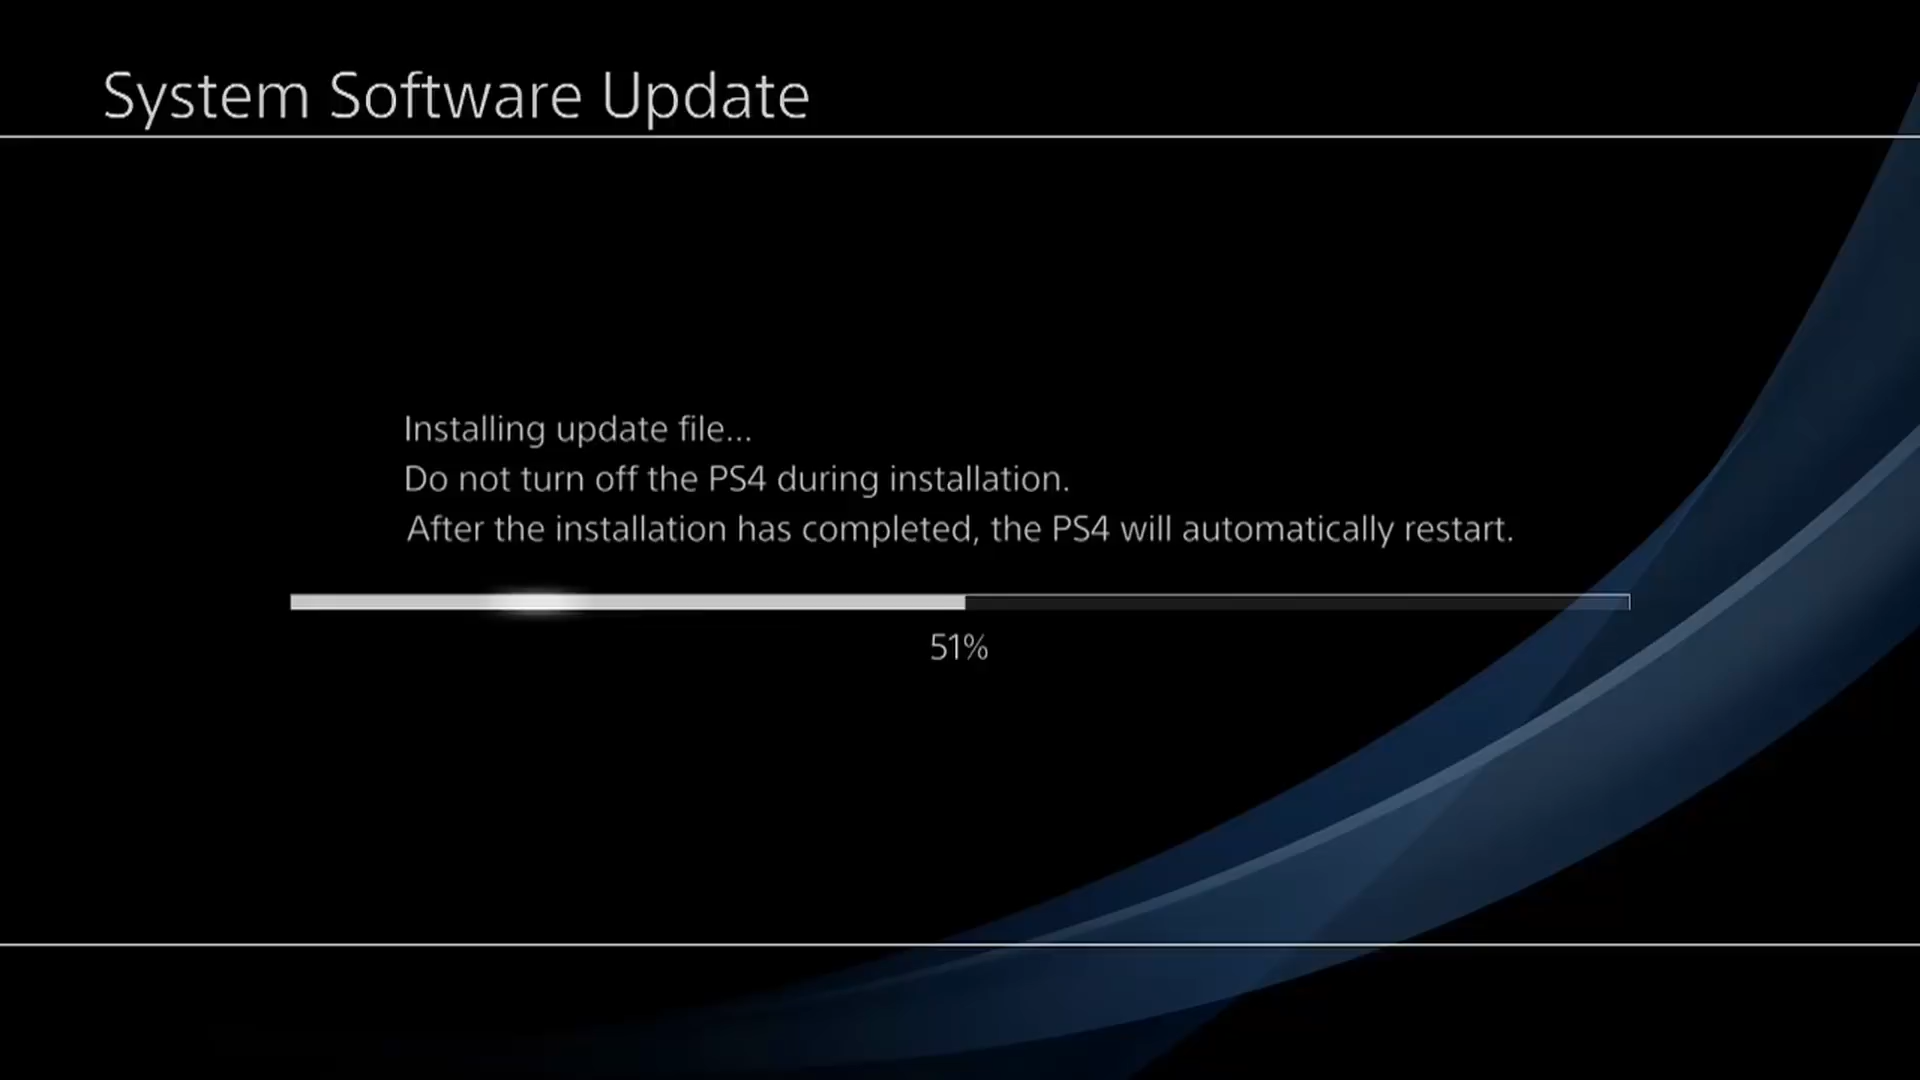 System Software Update
Installing update file...
Do not turn off the PS4 during installation.
After the installation has completed, the PS4 will automatically restart.
51%